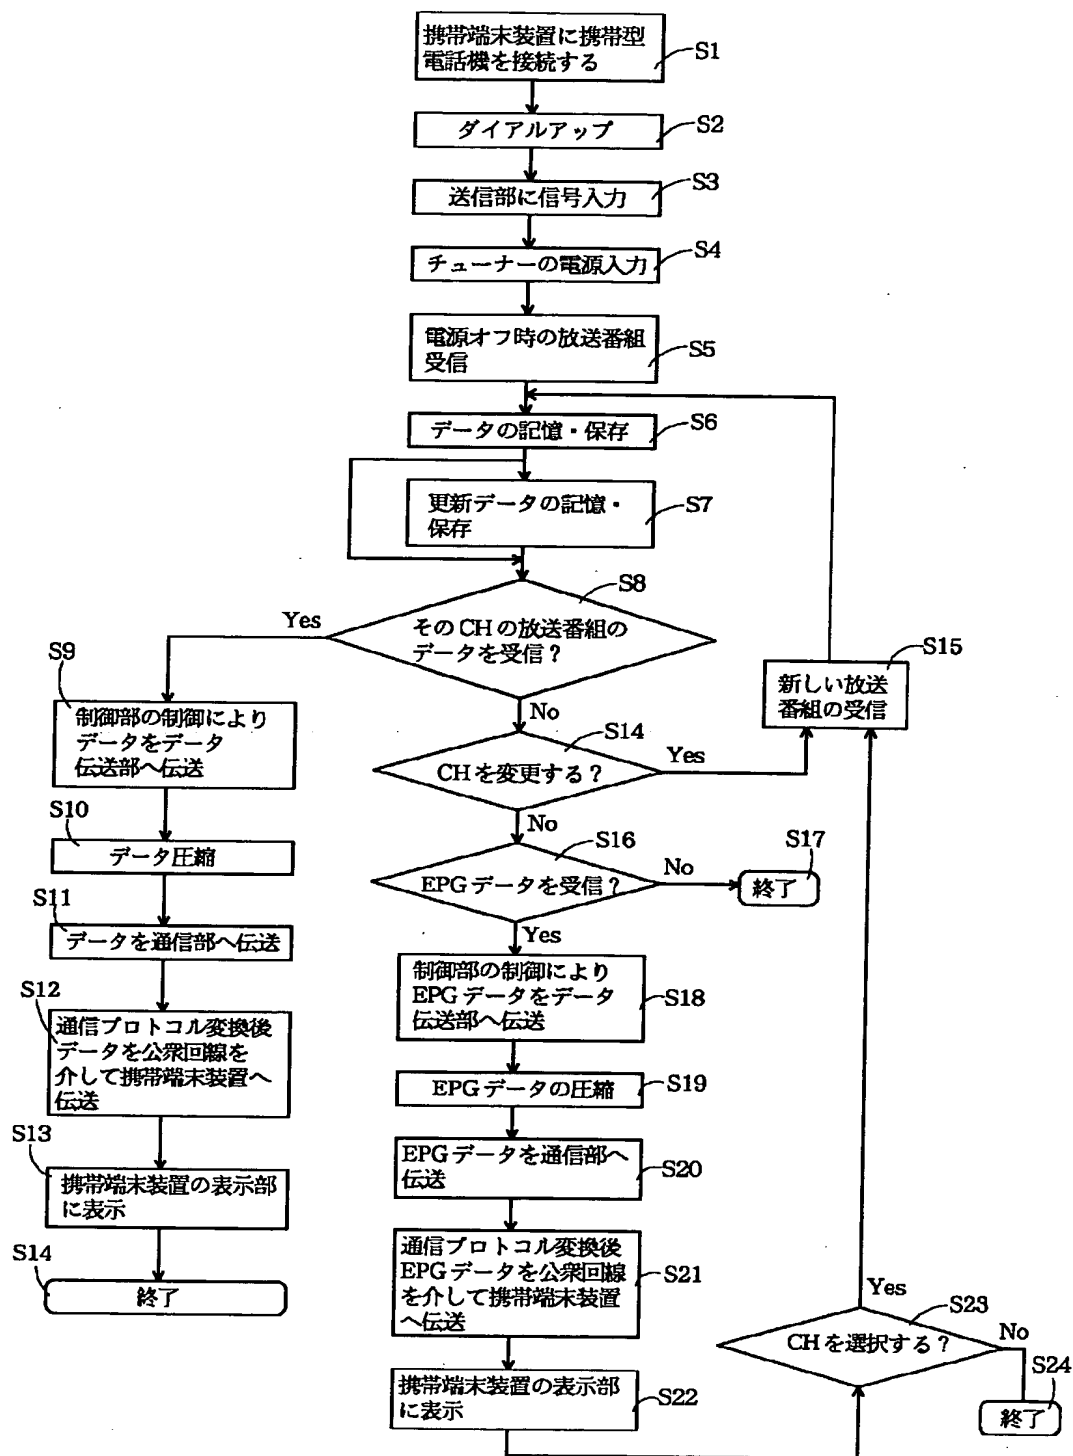 携帯端末装置に携帯型
電話機を接続する
S1
ダイアルアップ
S2
送信部に信号入力
S3
チューナーの電源入力
S4
電源オフ時の放送番組
受信
S5
データの記憶・保存
S6
更新データの記憶・
保存
S7
そのCHの放送番組の
データを受信？
S8
Yes
No
S9
制御部の制御により
データをデータ
伝送部へ伝送
S10
データ圧縮
S11
データを通信部へ伝送
S12
通信プロトコル変換後
データを公衆回線を
介して携帯端末装置へ
伝送
S13
携帯端末装置の表示部
に表示
S14
終了
S14
CHを変更する？
Yes
No
S15
新しい放送
番組の受信
S16
EPGデータを受信？
No
Yes
S17
終了
制御部の制御により
EPGデータをデータ
伝送部へ伝送
S18
EPGデータの圧縮
S19
EPGデータを通信部へ
伝送
S20
通信プロトコル変換後
EPGデータを公衆回線
を介して携帯端末装置
へ伝送
S21
携帯端末装置の表示部
に表示
S22
Yes
S23
CHを選択する？
No
S24
終了